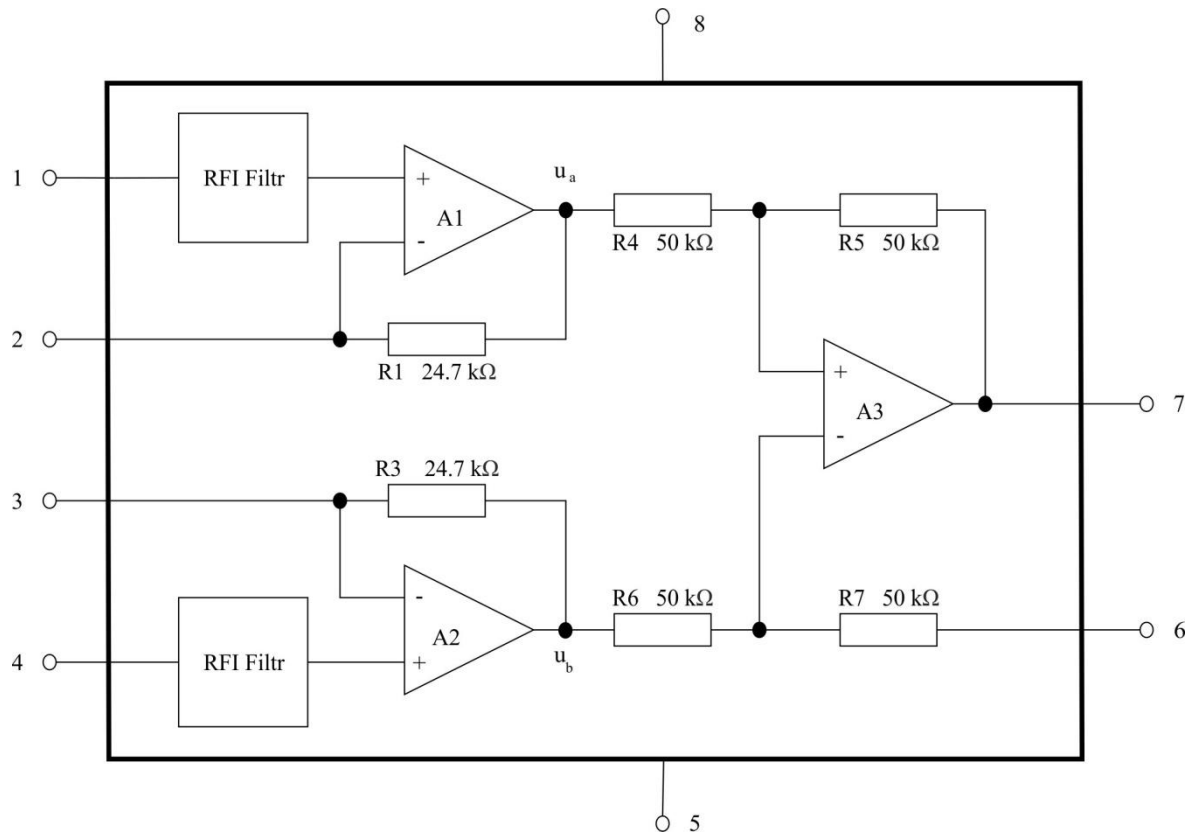 8
1
RFI Filtr
+
A1
-
u a
R4 50 kΩ
R5 50 kΩ
2
R1 24.7 kΩ
+
A3
-
7
3
R3 24.7 kΩ
-
A2
+
u b
R6 50 kΩ
R7 50 kΩ
6
4
RFI Filtr
5